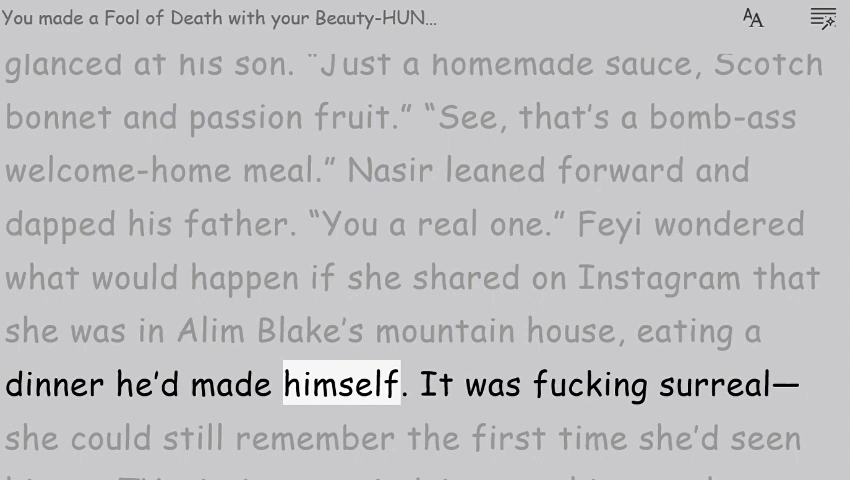 You made a Fool of Death with your Beauty-HUN...
AA
glanced at his son. “Just a homemade sauce, Scotch
bonnet and passion fruit.” “See, that’s a bomb-ass
welcome-home meal.” Nasir leaned forward and
dapped his father. “You a real one.” Feyi wondered
what would happen if she shared on Instagram that
she was in Alim Blake’s mountain house, eating a
dinner he’d made himself. It was fucking surreal—
she could still remember the first time she’d seen